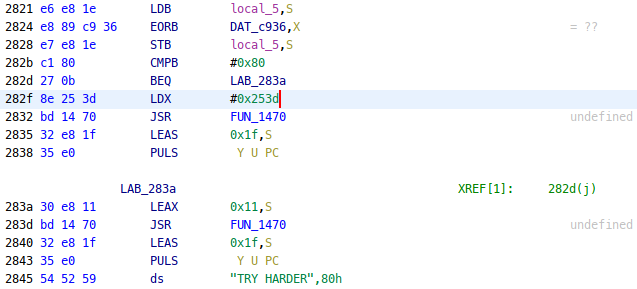 2821 e6 e8 1e LDB local_5,S
2824 e8 89 c9 36 EORB DAT_c936,X = ??
2828 e7 e8 1e STB local_5,S
282b c1 80 CMPB #0x80
282d 27 0b BEQ LAB_283a
282f 8e 25 3d LDX #0x253d
2832 bd 14 70 JSR FUN_1470 undefined
2835 32 e8 1f LEAS 0x1f,S
2838 35 e0 PULS Y U PC
LAB_283a XREF[1]: 282d(j)
283a 30 e8 11 LEAX 0x11,S
283d bd 14 70 JSR FUN_1470 undefined
2840 32 e8 1f LEAS 0x1f,S
2843 35 e0 PULS Y U PC
2845 54 52 59 ds "TRY HARDER",80h